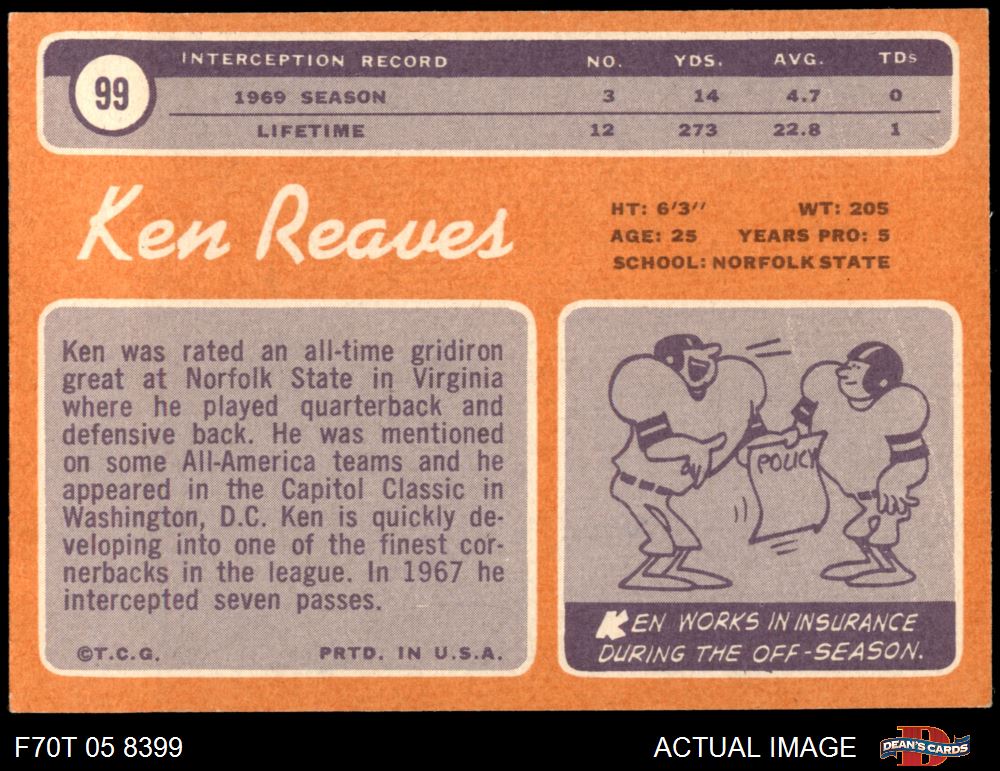 99
INTERCEPTION RECORD NO. YDS. AVG. TDs
1969 SEASON 3 14 4.7 0
LIFETIME 12 273 22.8 1
Ken Reaves
HT: 6'3" WT: 205
AGE: 25 YEARS PRO: 5
SCHOOL: NORFOLK STATE
Ken was rated an all-time gridiron
great at Norfolk State in Virginia
where he played quarterback and
defensive back. He was mentioned
on some All-America teams and he
appeared in the Capitol Classic in
Washington, D.C. Ken is quickly de-
veloping into one of the finest cor-
nerbacks in the league. In 1967 he
intercepted seven passes.
©T.C.G. PRTD. IN U.S.A.
POLICY
KEN WORKS IN INSURANCE
DURING THE OFF-SEASON.
F70T 05 8399
ACTUAL IMAGE
DEAN'S CARDS